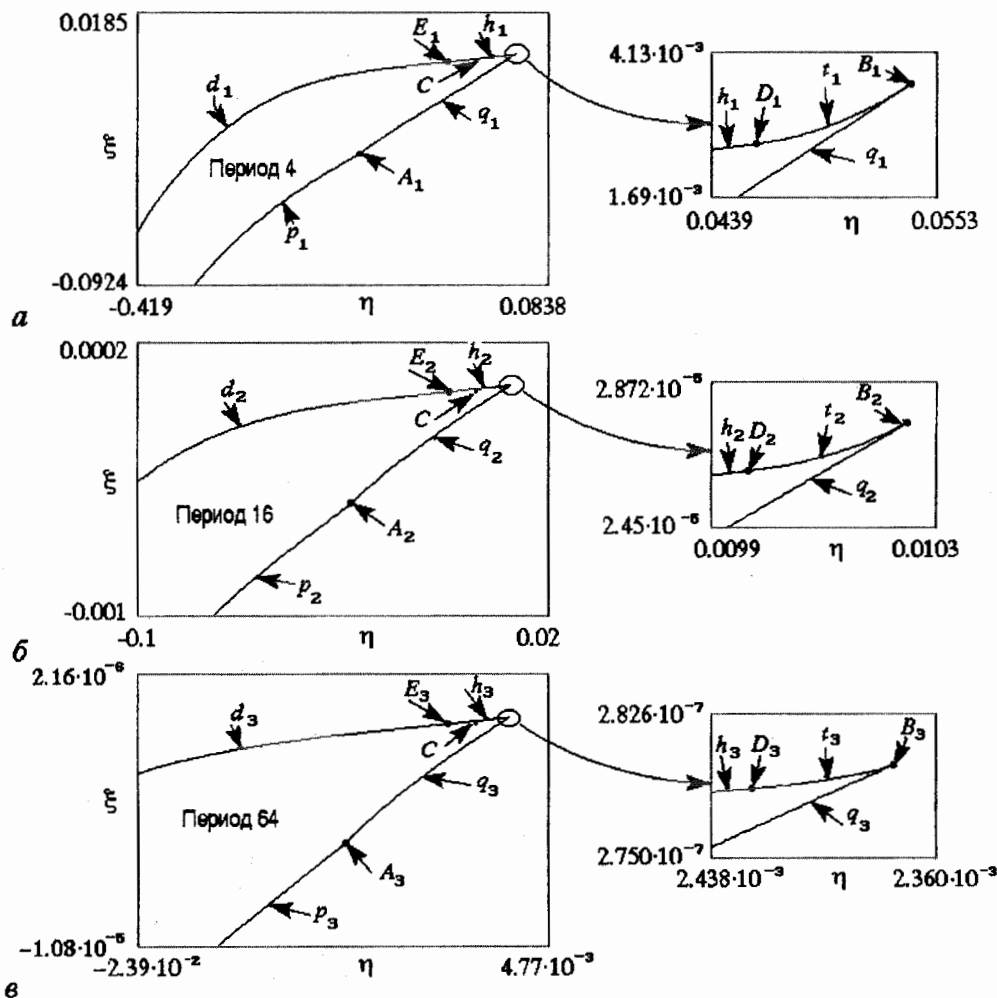 0.0185
ξ
-0.0924
-0.419
η
0.0838
d₁
E₁
h₁
C
q₁
A₁
p₁
Период 4
4.13·10⁻³
1.69·10⁻³
0.0439
η
0.0553
h₁
D₁
t₁
B₁
q₁
а
0.0002
ξ
-0.001
-0.1
η
0.02
d₂
E₂
h₂
C
q₂
A₂
p₂
Период 16
2.872·10⁻⁵
2.45·10⁻⁵
0.0099
η
0.0103
h₂
D₂
t₂
B₂
q₂
б
2.16·10⁻⁶
ξ
-1.08·10⁻⁵
-2.39·10⁻²
η
4.77·10⁻³
d₃
E₃
h₃
C
q₃
A₃
p₃
Период 64
2.826·10⁻⁷
2.750·10⁻⁷
2.438·10⁻³
η
2.360·10⁻³
h₃
D₃
t₃
B₃
q₃
в